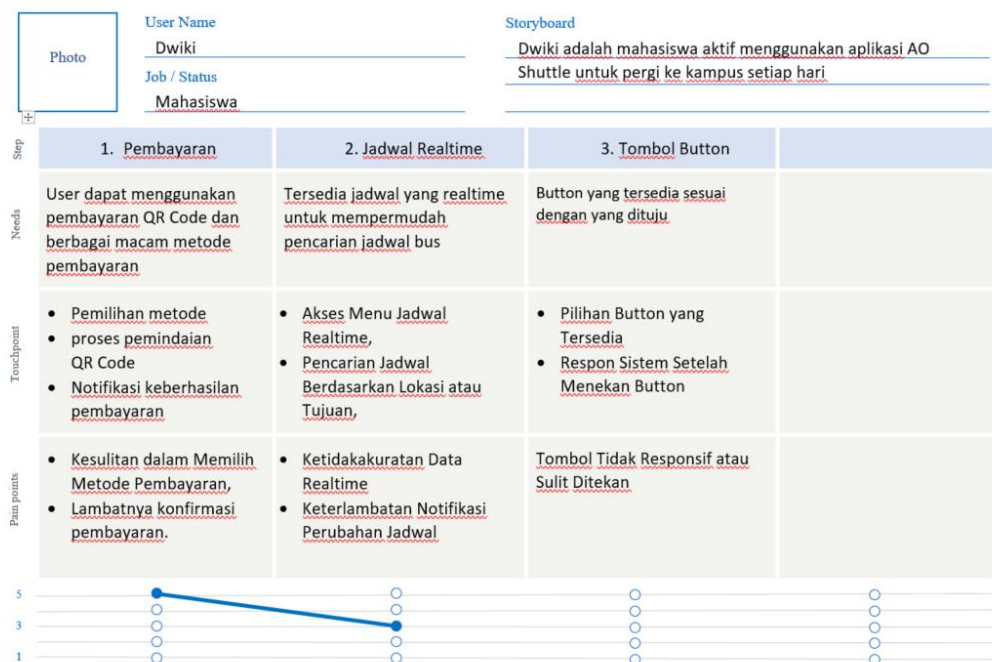 Photo
User Name
Dwiki
Job / Status
Mahasiswa
Storyboard
Dwiki adalah mahasiswa aktif menggunakan aplikasi AO
Shuttle untuk pergi ke kampus setiap hari
Step
1. Pembayaran
2. Jadwal Realtime
3. Tombol Button
Needs
User dapat menggunakan
pembayaran QR Code dan
berbagai macam metode
pembayaran
Tersedia jadwal yang realtime
untuk mempermudah
pencarian jadwal bus
Button yang tersedia sesuai
dengan yang dituju
Touchpoint
• Pemilihan metode
• proses pemindaian
QR Code
• Notifikasi keberhasilan
pembayaran
• Akses Menu Jadwal
Realtime,
• Pencarian Jadwal
Berdasarkan Lokasi atau
Tujuan,
• Pilihan Button yang
Tersedia
• Respon Sistem Setelah
Menekan Button
Pain points
• Kesulitan dalam Memilih
Metode Pembayaran,
• Lambatnya konfirmasi
pembayaran.
• Ketidakakuratan Data
Realtime
• Keterlambatan Notifikasi
Perubahan Jadwal
Tombol Tidak Responsif atau
Sulit Ditekan
5
3
1